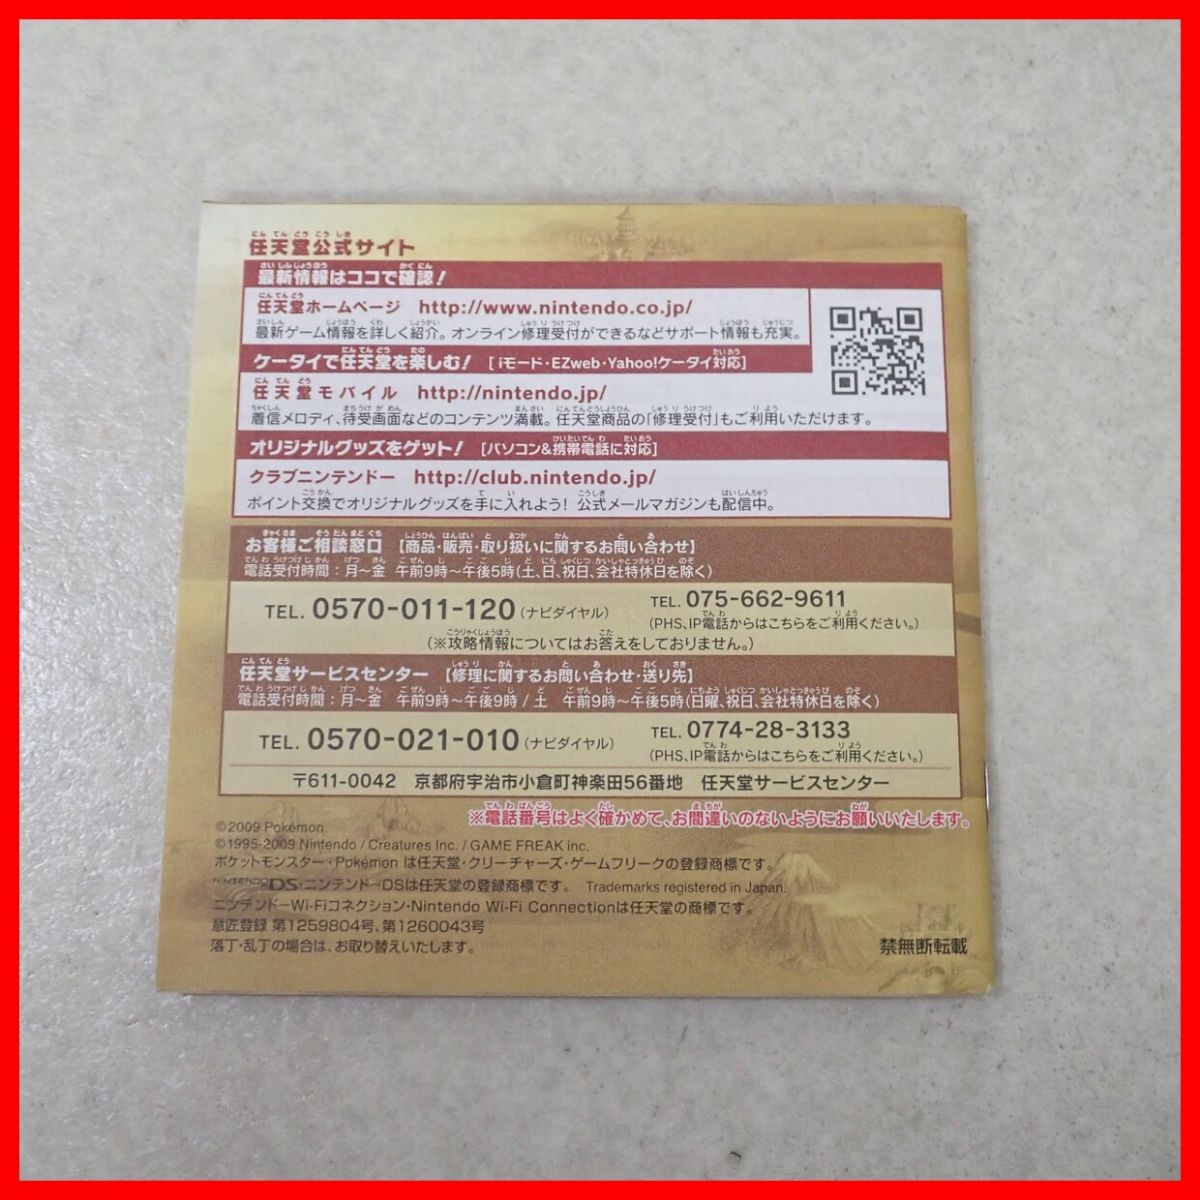 任天堂公式サイト
最新情報はココで確認!
任天堂ホームページ http://www.nintendo.co.jp/
最新ゲーム情報を詳しく紹介。オンライン修理受付ができるなどサポート情報も充実。
ケータイで任天堂を楽しむ! [iモード・EZweb・Yahoo!ケータイ対応]
任天堂モバイル http://nintendo.jp/
着信メロディ、待受画面などのコンテンツ満載。任天堂商品の「修理受付」もご利用いただけます。
オリジナルグッズをゲット! [パソコン&携帯電話に対応]
クラブニンテンドー http://club.nintendo.jp/
ポイント交換でオリジナルグッズを手に入れよう! 公式メールマガジンも配信中。
お客様ご相談窓口 【商品・販売・取り扱いに関するお問い合わせ】
電話受付時間:月〜金 午前9時〜午後5時(土、日、祝日、会社特休日を除く)
TEL. 0570-011-120(ナビダイヤル) TEL. 075-662-9611
(PHS、IP電話からはこちらをご利用ください。)
(※攻略情報についてはお答えをしておりません。)
任天堂サービスセンター 【修理に関するお問い合わせ・送り先】
電話受付時間:月〜金 午前9時〜午後9時/土 午前9時〜午後5時(日曜、祝日、会社特休日を除く)
TEL. 0570-021-010(ナビダイヤル) TEL. 0774-28-3133
(PHS、IP電話からはこちらをご利用ください。)
〒611-0042 京都府宇治市小倉町神楽田56番地 任天堂サービスセンター
※電話番号はよく確かめて、お間違いのないようにお願いいたします。
©2009 Pokémon.
©1995-2009 Nintendo/Creatures Inc./GAME FREAK inc.
ポケットモンスター・Pokémon は任天堂・クリーチャーズ・ゲームフリークの登録商標です。
NINTENDO DS・ニンテンドーDSは任天堂の登録商標です。 Trademarks registered in Japan.
ニンテンドーWi-Fiコネクション・Nintendo Wi-Fi Connectionは任天堂の商標です。
意匠登録 第1259804号、第1260043号
落丁・乱丁の場合は、お取り替えいたします。
禁無断転載